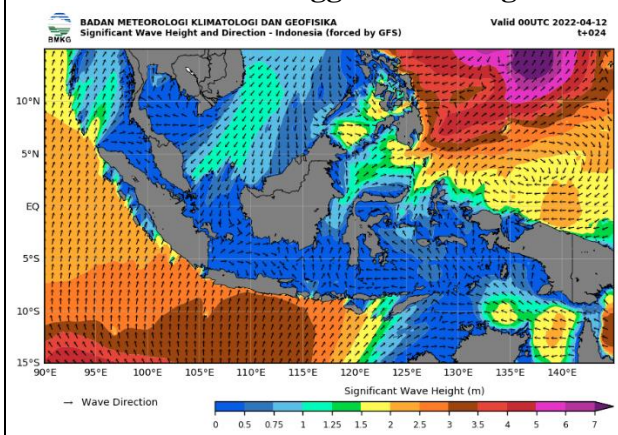 BADAN METEOROLOGI KLIMATOLOGI DAN GEOFISIKA
Significant Wave Height and Direction - Indonesia (forced by GFS)
Valid 00UTC 2022-04-12
t+024
BMKG
10°N
5°N
EQ
5°S
10°S
15°S
90°E 95°E 100°E 105°E 110°E 115°E 120°E 125°E 130°E 135°E 140°E
Significant Wave Height (m)
→ Wave Direction
0 0.5 0.75 1 1.25 1.5 2 2.5 3 3.5 4 5 6 7